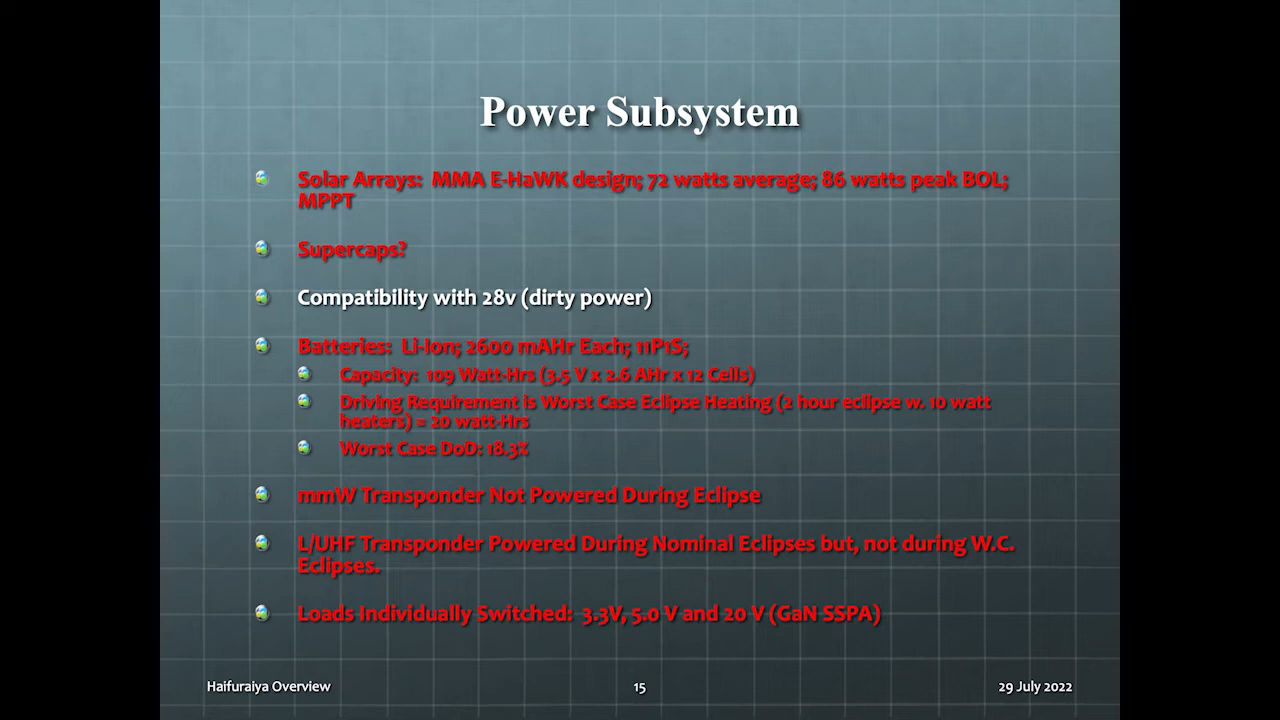 Power Subsystem
Solar Arrays: MMA E-HaWK design; 72 watts average; 86 watts peak BOL;
MPPT
Supercaps?
Compatibility with 28v (dirty power)
Batteries: Li-Ion; 2600 mAHr Each; 11P1S;
Capacity: 109 Watt-Hrs (3.5 V x 2.6 AHr x 12 Cells)
Driving Requirement is Worst Case Eclipse Heating (2 hour eclipse w. 10 watt
heaters) = 20 watt-Hrs
Worst Case DoD: 18.3%
mmW Transponder Not Powered During Eclipse
L/UHF Transponder Powered During Nominal Eclipses but, not during W.C.
Eclipses.
Loads Individually Switched: 3.3V, 5.0 V and 20 V (GaN SSPA)
Haifuraiya Overview
15
29 July 2022